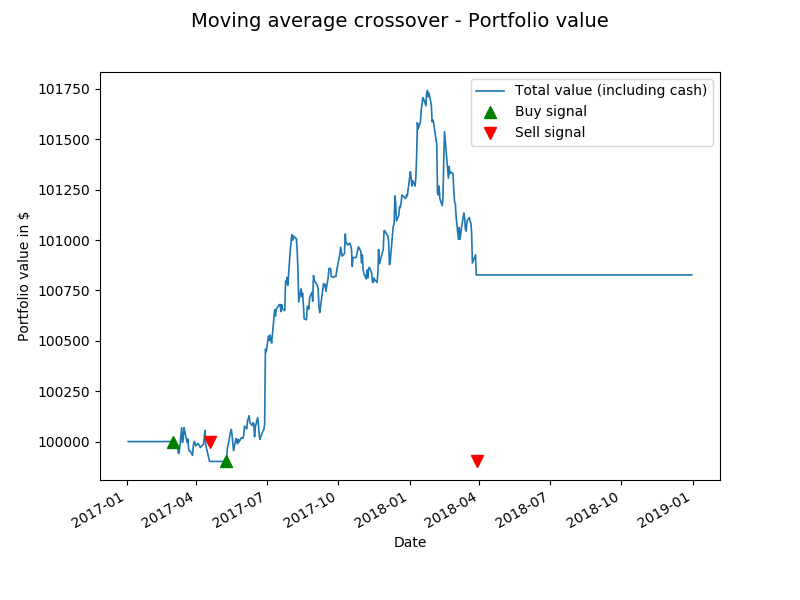 Moving average crossover - Portfolio value
Total value (including cash)
Buy signal
Sell signal
101750
101500
101250
101000
100750
100500
100250
100000
Portfolio value in $
2017-01
2017-04
2017-07
2017-10
2018-01
2018-04
2018-07
2018-10
2019-01
Date